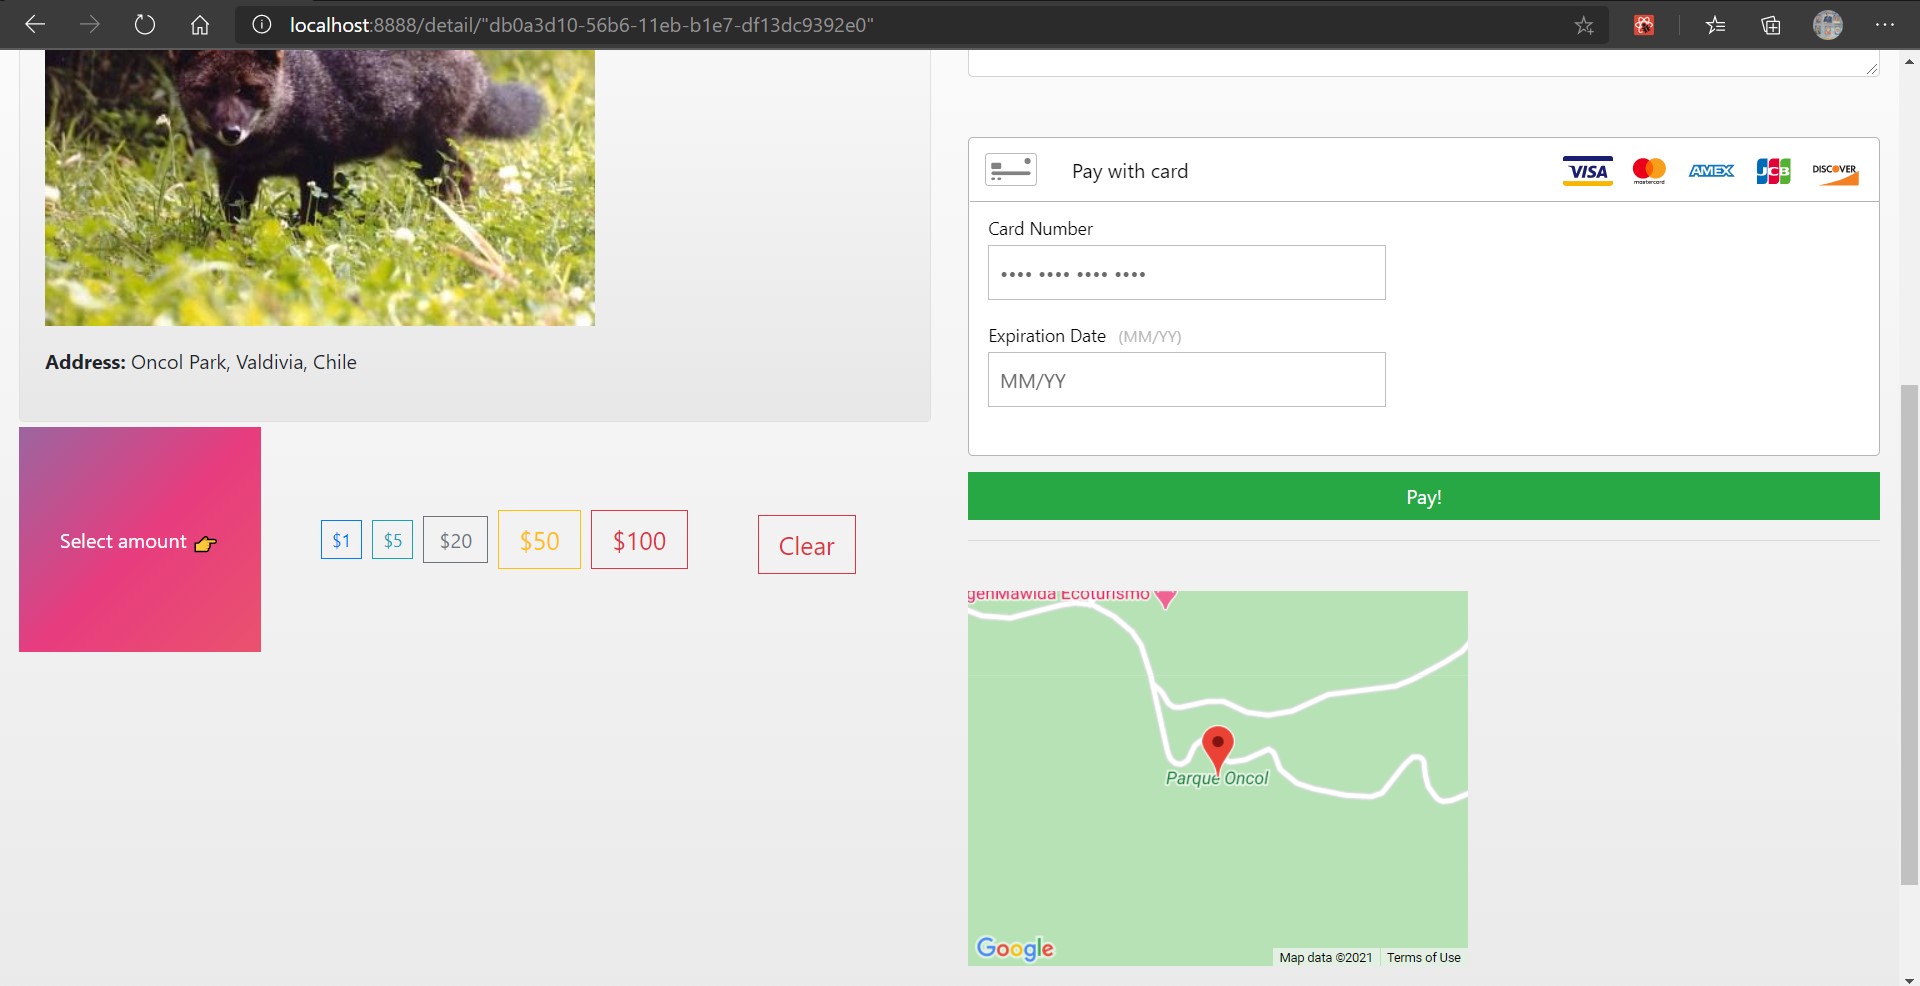 localhost:8888/detail/"db0a3d10-56b6-11eb-b1e7-df13dc9392e0"
Address: Oncol Park, Valdivia, Chile
Select amount 👉
$1
$5
$20
$50
$100
Clear
Pay with card
VISA
mastercard
AMEX
JCB
DISCOVER
Card Number
•••• •••• •••• ••••
Expiration Date (MM/YY)
MM/YY
Pay!
genMawida Ecoturismo
Parque Oncol
Google
Map data ©2021
Terms of Use